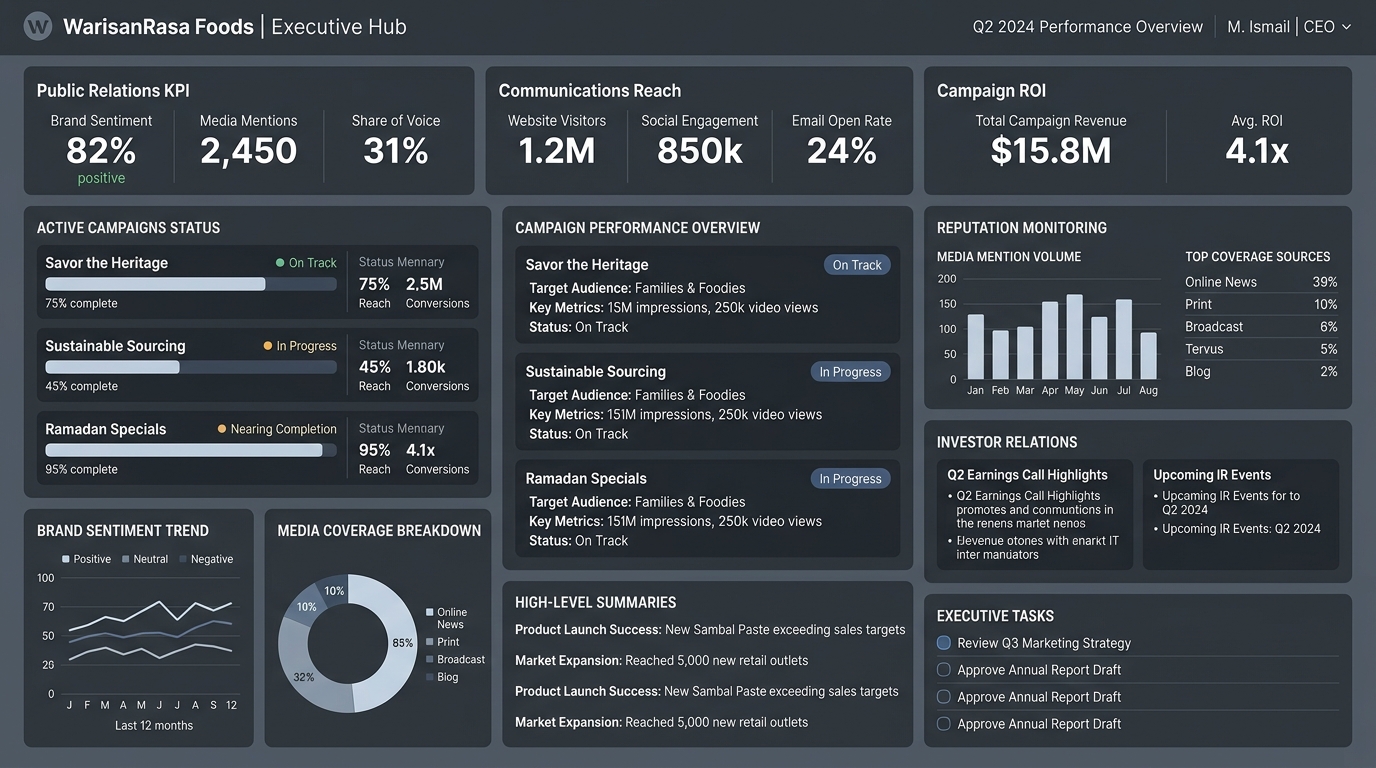 W WarisanRasa Foods | Executive Hub
Q2 2024 Performance Overview
M. Ismail | CEO
Public Relations KPI
Brand Sentiment
82%
positive
Media Mentions
2,450
Share of Voice
31%
Communications Reach
Website Visitors
1.2M
Social Engagement
850k
Email Open Rate
24%
Campaign ROI
Total Campaign Revenue
$15.8M
Avg. ROI
4.1x
ACTIVE CAMPAIGNS STATUS
Savor the Heritage
On Track
75% complete
Status Mennary
75% 2,5M
Reach Conversions
Sustainable Sourcing
In Progress
45% complete
Status Mennary
45% 1.80k
Reach Conversions
Ramadan Specials
Nearing Completion
95% complete
Status Mennary
95% 4.1x
Reach Conversions
CAMPAIGN PERFORMANCE OVERVIEW
Savor the Heritage
On Track
Target Audience: Families & Foodies
Key Metrics: 15M impressions, 250k video views
Status: On Track
Sustainable Sourcing
In Progress
Target Audience: Families & Foodies
Key Metrics: 151M impressions, 250k video views
Status: On Track
Ramadan Specials
In Progress
Target Audience: Families & Foodies
Key Metrics: 151M impressions, 250k video views
Status: On Track
REPUTATION MONITORING
MEDIA MENTION VOLUME
200
150
100
50
0
Jan Feb Mar Apr May Jun Jul Aug
TOP COVERAGE SOURCES
Online News 39%
Print 10%
Broadcast 6%
Tervus 5%
Blog 2%
BRAND SENTIMENT TREND
Positive Neutral Negative
100
70
50
26
0
J F M A M J J A S 12
Last 12 months
MEDIA COVERAGE BREAKDOWN
10%
10%
85%
32%
Online
News
Print
Broadcast
Blog
HIGH-LEVEL SUMMARIES
Product Launch Success: New Sambal Paste exceeding sales targets
Market Expansion: Reached 5,000 new retail outlets
Product Launch Success: New Sambal Paste exceeding sales targets
Market Expansion: Reached 5,000 new retail outlets
INVESTOR RELATIONS
Q2 Earnings Call Highlights
• Q2 Earnings Call Highlights
promotes and conmuntions in
the renens martet nenos
• otones with IT
inter
Upcoming IR Events
• Upcaming IR Events for to
Q2 2024
• Upcoming IR Events: Q2 2024
EXECUTIVE TASKS
Review Q3 Marketing Strategy
Approve Annual Report Draft
Approve Annual Report Draft
Approve Annual Report Draft